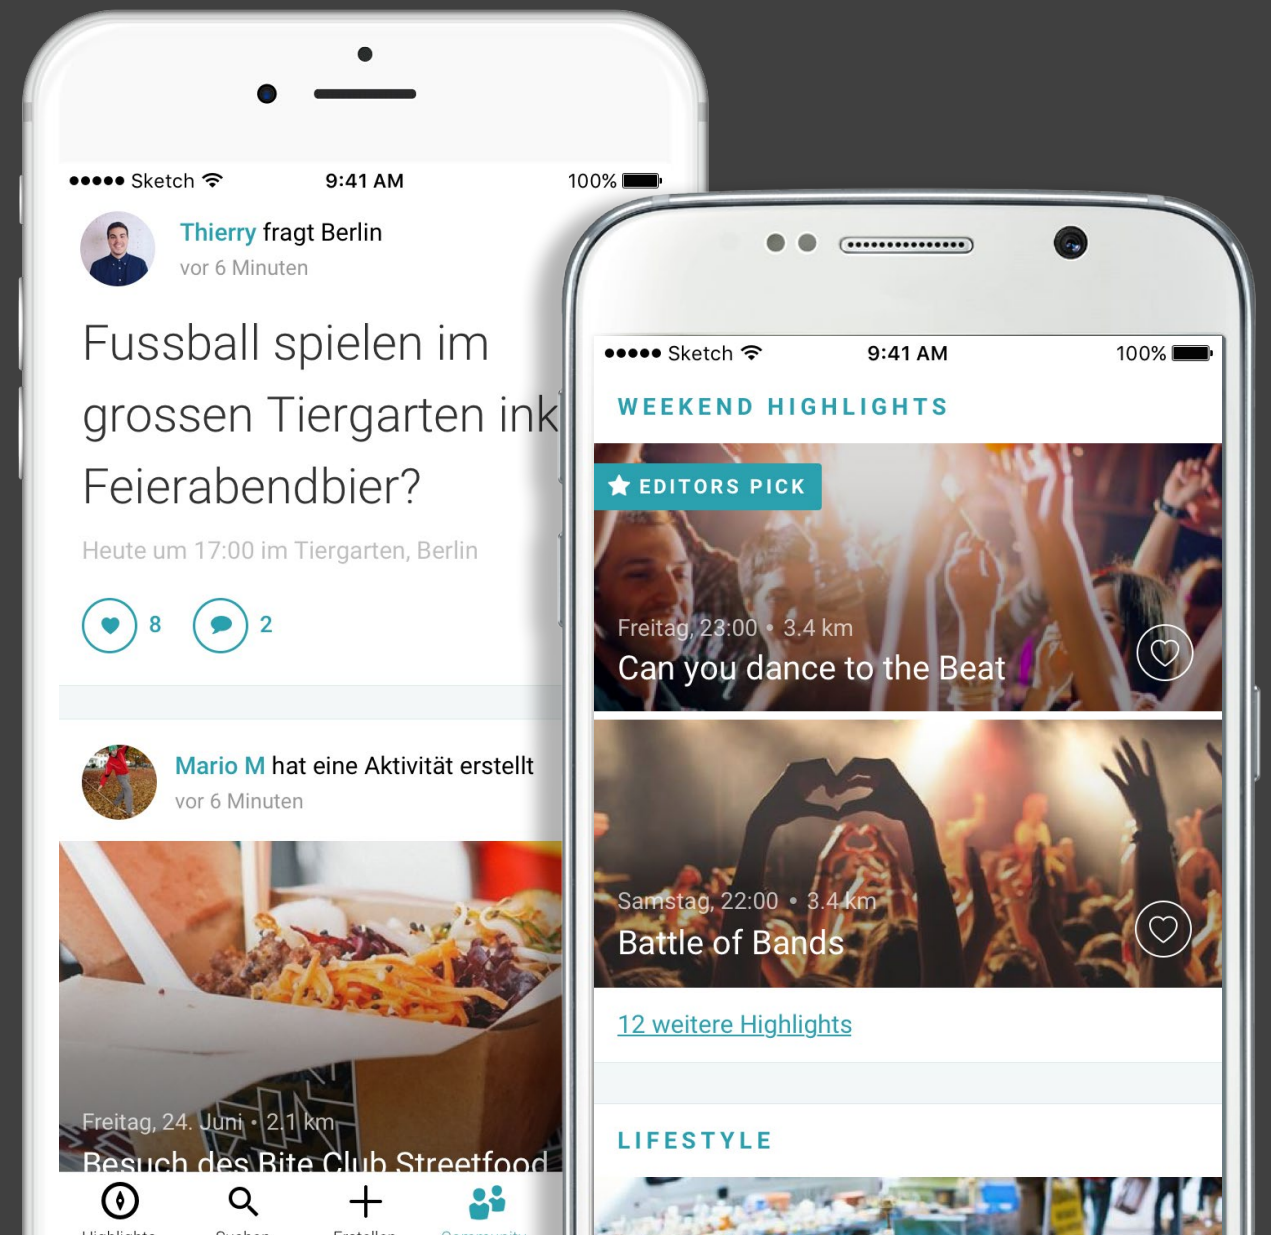 Sketch 9:41 AM 100%
Thierry fragt Berlin
vor 6 Minuten
Fussball spielen im
grossen Tiergarten ink
Feierabendbier?
Heute um 17:00 im Tiergarten, Berlin
8 2
Mario M hat eine Aktivität erstellt
vor 6 Minuten
Freitag, 24. Juni • 2.1 km
Besuch des Bite Club Streetfood
Highlights Suchen Erstellen Community
Sketch 9:41 AM 100%
WEEKEND HIGHLIGHTS
EDITORS PICK
Freitag, 23:00 • 3.4 km
Can you dance to the Beat
Samstag, 22:00 • 3.4 km
Battle of Bands
12 weitere Highlights
LIFESTYLE